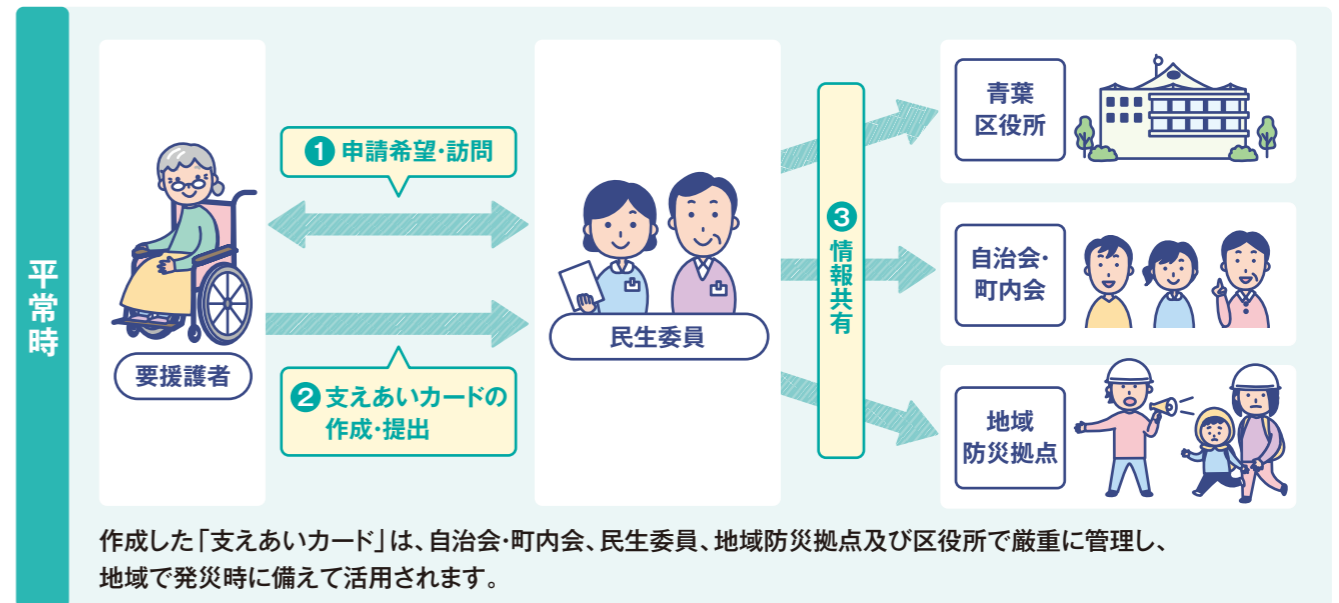 平常時
要援護者
❶申請希望・訪問
❷支えあいカードの
作成・提出
民生委員
❸情報共有
青葉
区役所
自治会・
町内会
地域
防災拠点
作成した「支えあいカード」は、自治会・町内会、民生委員、地域防災拠点及び区役所で厳重に管理し、
地域で発災時に備えて活用されます。